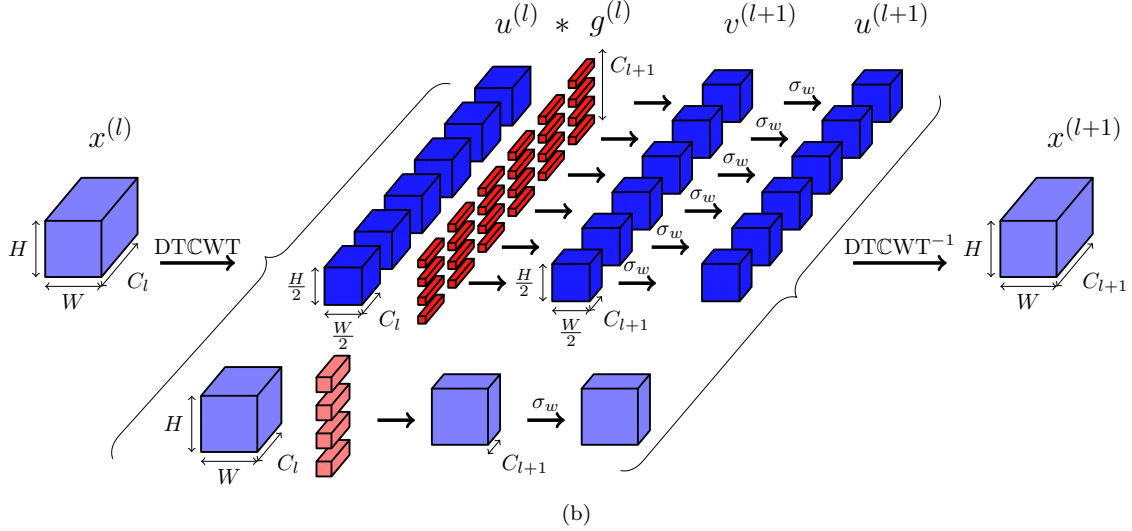 u^{(l)} * g^{(l)} v^{(l+1)} u^{(l+1)}
C_{l+1}
σ_w
σ_w
σ_w
σ_w
σ_w
σ_w
x^{(l)}
H
W
C_l
DTℂWT
H/2
W/2
C_l
H/2
W/2
C_{l+1}
DTℂWT^{-1}
x^{(l+1)}
H
W
C_{l+1}
H
W
C_l
C_{l+1}
σ_w
(b)